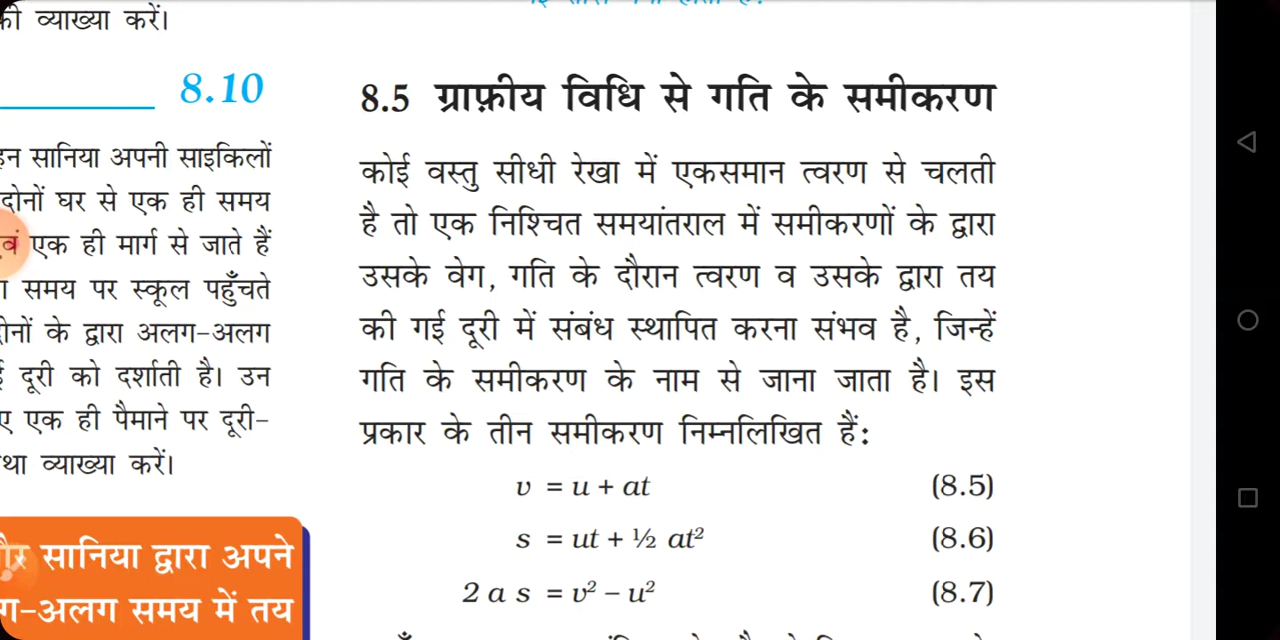 की व्याख्या करें।
8.10
सानिया अपनी साइकिलों
दोनों घर से एक ही समय
एक ही मार्ग से जाते हैं
समय पर स्कूल पहुँचते
के द्वारा अलग-अलग
दूरी को दर्शाती है। उन
एक ही पैमाने पर दूरी-
व्याख्या करें।
सानिया द्वारा अपने
अलग समय में तय
8.5 ग्राफ़ीय विधि से गति के समीकरण
कोई वस्तु सीधी रेखा में एकसमान त्वरण से चलती
है तो एक निश्चित समयांतराल में समीकरणों के द्वारा
उसके वेग, गति के दौरान त्वरण व उसके द्वारा तय
की गई दूरी में संबंध स्थापित करना संभव है, जिन्हें
गति के समीकरण के नाम से जाना जाता है। इस
प्रकार के तीन समीकरण निम्नलिखित हैं:
v = u + at (8.5)
s = ut + ½ at² (8.6)
2 a s = v² – u² (8.7)